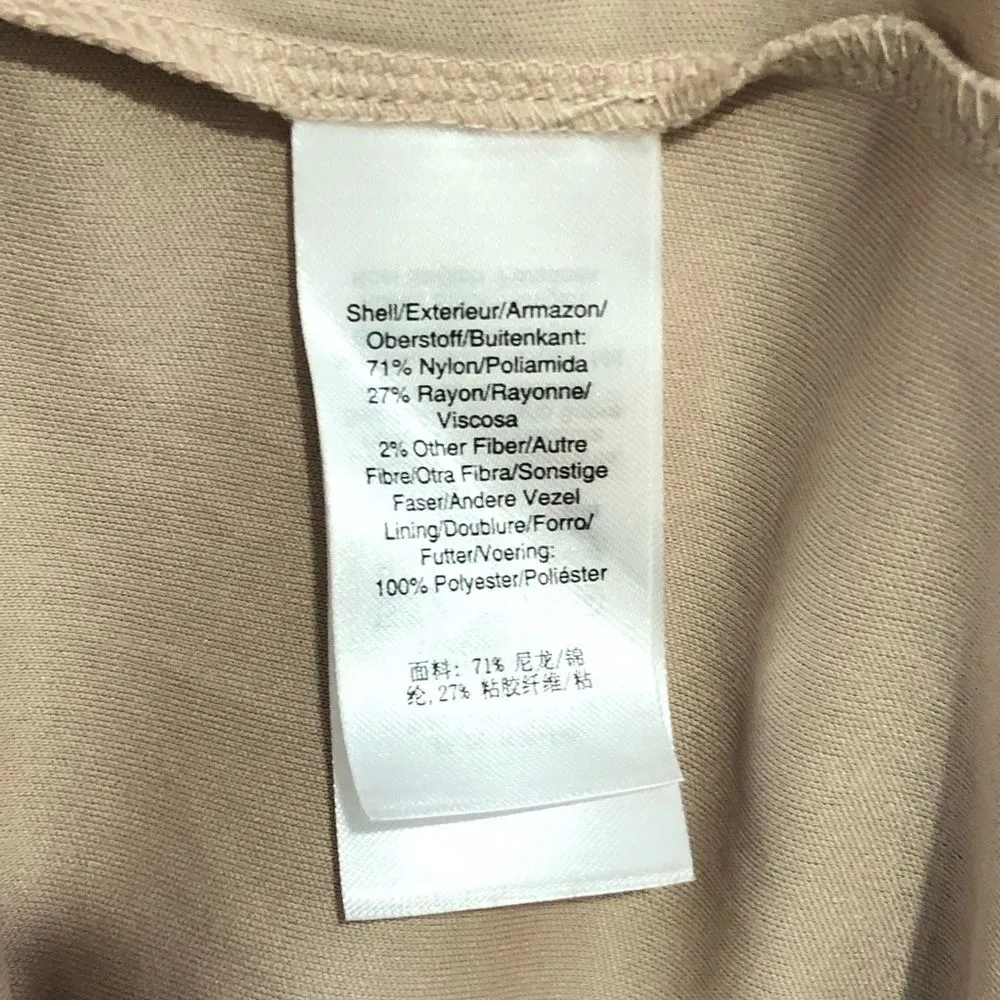 Shell/Exterieur/Armazon/
Oberstoff/Buitenkant:
71% Nylon/Poliamida
27% Rayon/Rayonne/
Viscosa
2% Other Fiber/Autre
Fibre/Otra Fibra/Sonstige
Faser/Andere Vezel
Lining/Doublure/Forro/
Futter/Voering:
100% Polyester/Poliéster
面料: 71% 尼龙/锦
纶,27% 粘胶纤维/粘